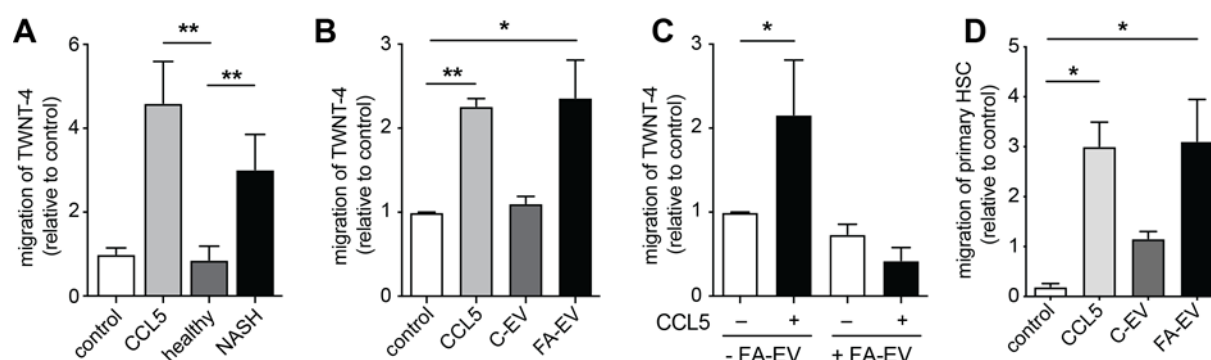 A
migration of TWNT-4
(relative to control)
6
4
2
0
**
**
control
CCL5
healthy
NASH
B
migration of TWNT-4
(relative to control)
3
2
1
0
*
**
control
CCL5
C-EV
FA-EV
C
migration of TWNT-4
(relative to control)
3
2
1
0
*
CCL5 – + – +
- FA-EV + FA-EV
D
migration of primary HSC
(relative to control)
5
4
3
2
1
0
*
*
control
CCL5
C-EV
FA-EV